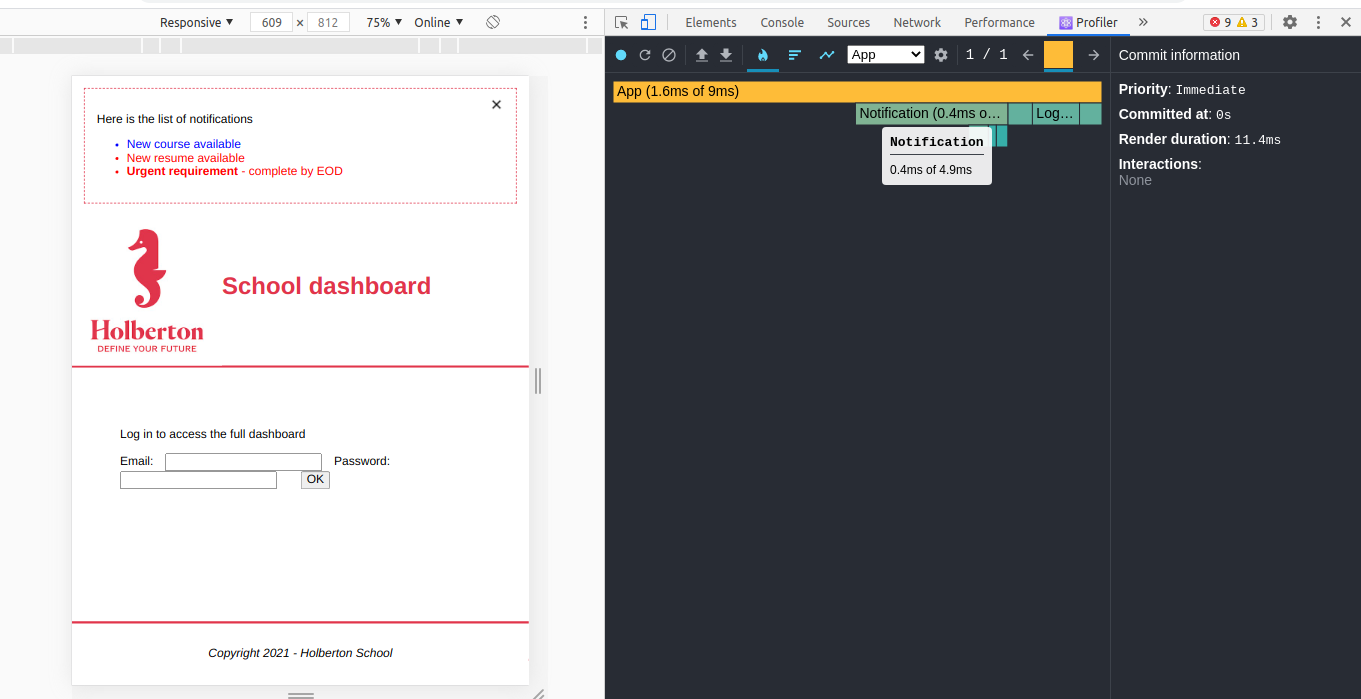 Responsive ▼ 609 × 812 75% ▼ Online ▼
Elements Console Sources Network Performance Profiler » 9 3
App 1 / 1
Commit information
Here is the list of notifications
New course available
New resume available
Urgent requirement - complete by EOD
Holberton
DEFINE YOUR FUTURE
School dashboard
Log in to access the full dashboard
Email: Password:
OK
Copyright 2021 - Holberton School
App (1.6ms of 9ms)
Notification (0.4ms o... Log...
Notification
0.4ms of 4.9ms
Priority: Immediate
Committed at: 0s
Render duration: 11.4ms
Interactions:
None